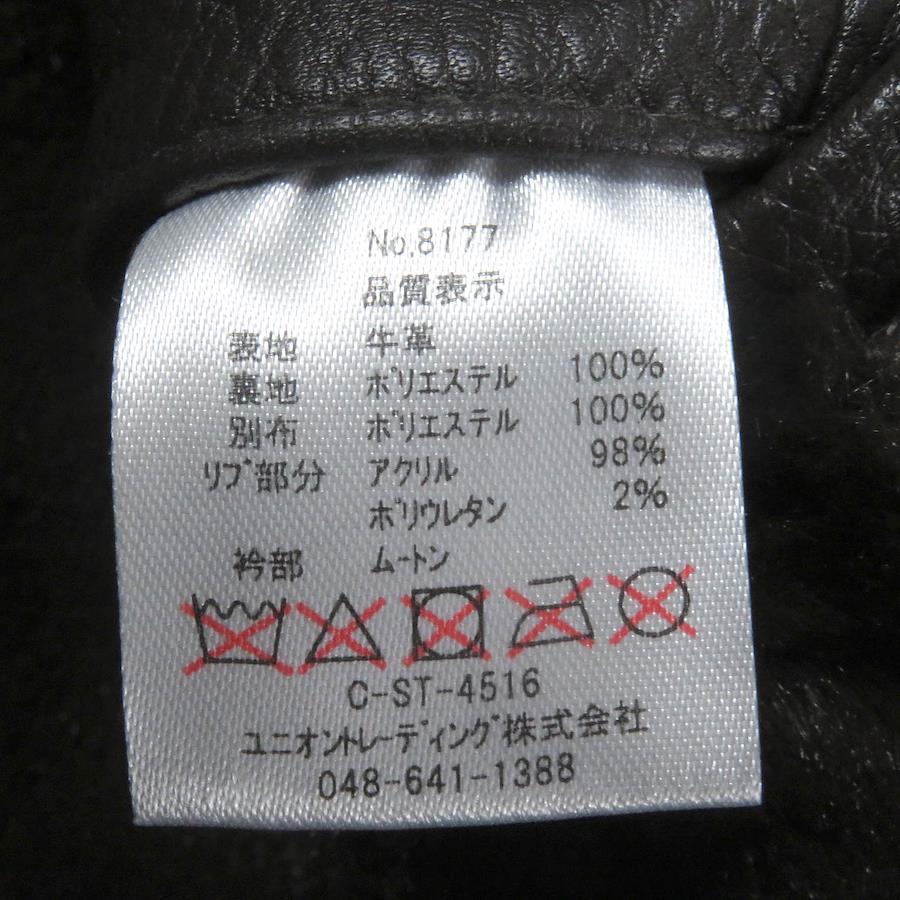 No.8177
品質表示
表地 牛革
裏地 ポリエステル 100%
別布 ポリエステル 100%
リブ部分 アクリル 98%
ポリウレタン 2%
衿部 ムートン
C-ST-4516
ユニオントレーディング株式会社
048-641-1388